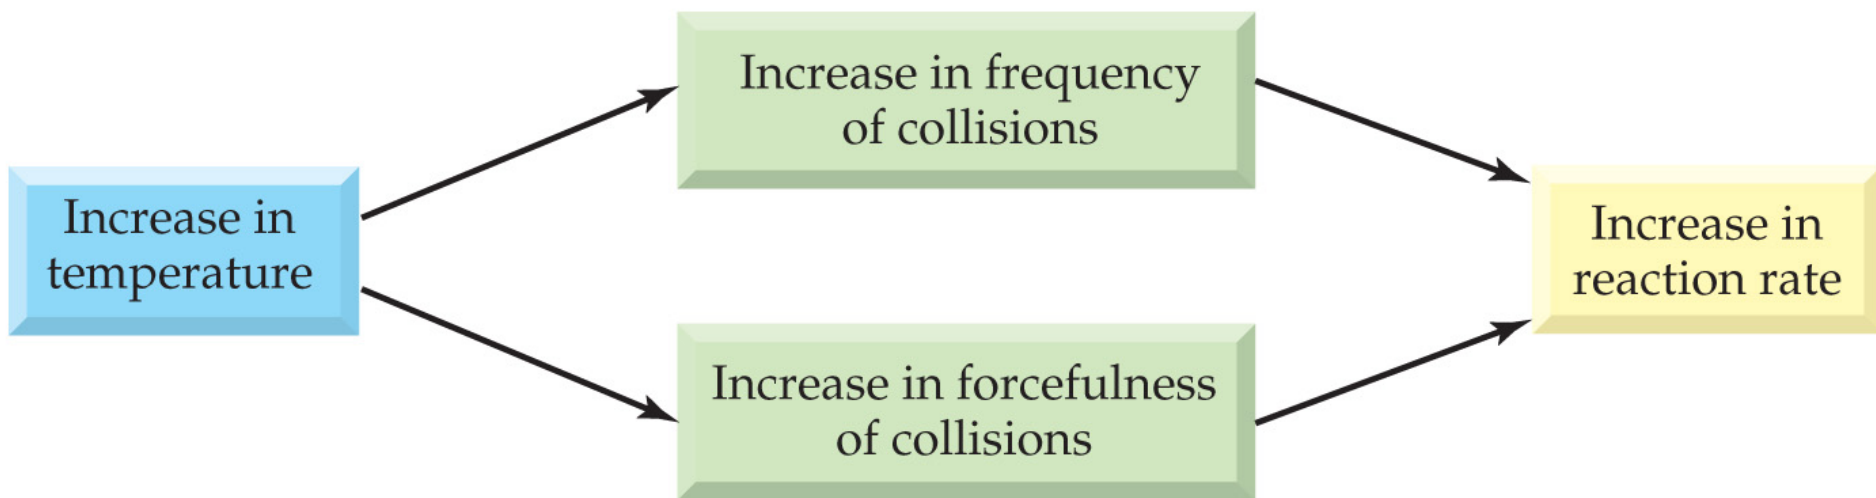 Increase in
temperature
Increase in frequency
of collisions
Increase in forcefulness
of collisions
Increase in
reaction rate